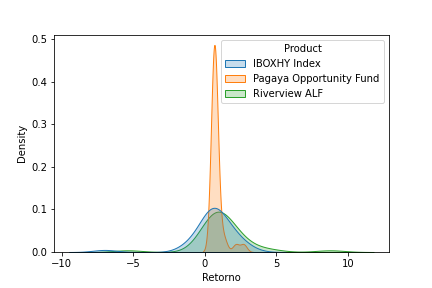 Product
IBOXHY Index
Pagaya Opportunity Fund
Riverview ALF
0.5
0.4
0.3
0.2
0.1
0.0
Density
−10
−5
0
5
10
Retorno